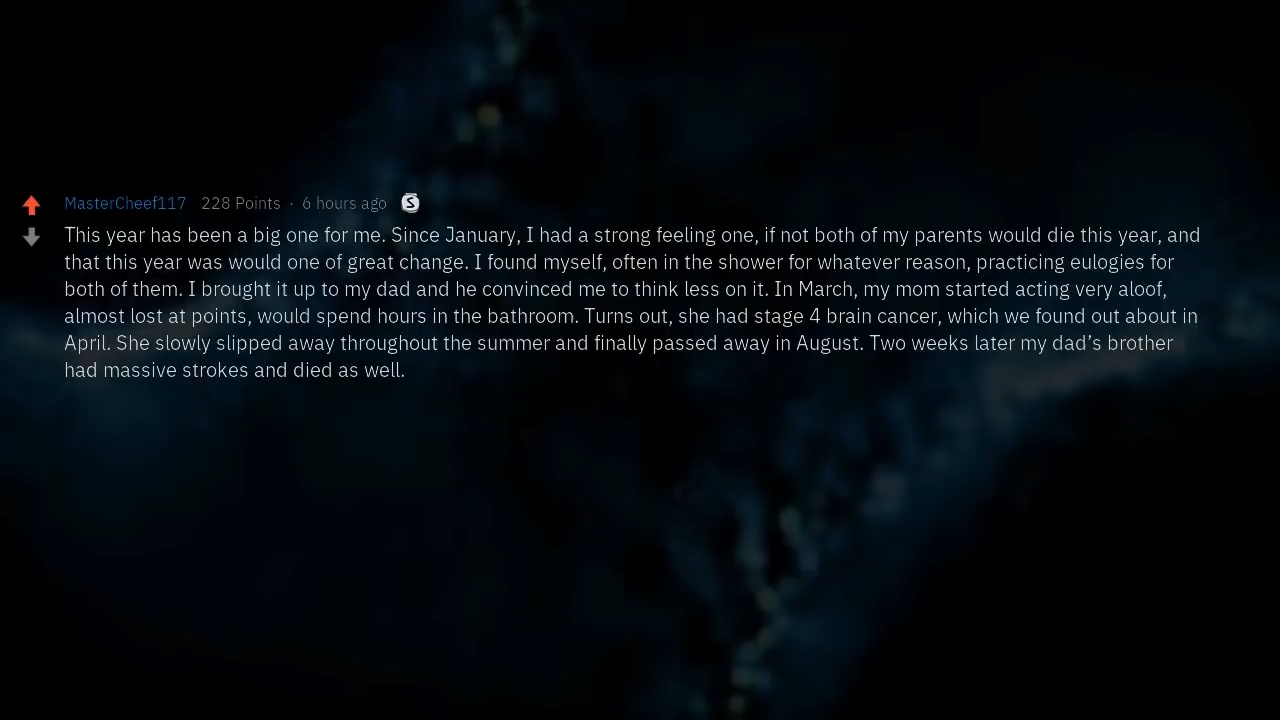 MasterCheef117 228 Points · 6 hours ago S
This year has been a big one for me. Since January, I had a strong feeling one, if not both of my parents would die this year, and
that this year was would one of great change. I found myself, often in the shower for whatever reason, practicing eulogies for
both of them. I brought it up to my dad and he convinced me to think less on it. In March, my mom started acting very aloof,
almost lost at points, would spend hours in the bathroom. Turns out, she had stage 4 brain cancer, which we found out about in
April. She slowly slipped away throughout the summer and finally passed away in August. Two weeks later my dad’s brother
had massive strokes and died as well.